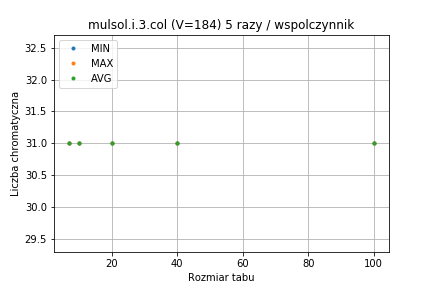 mulsol.i.3.col (V=184) 5 razy / wspolczynnik
32.5
32.0
31.5
31.0
30.5
30.0
29.5
Liczba chromatyczna
MIN
MAX
AVG
20 40 60 80 100
Rozmiar tabu